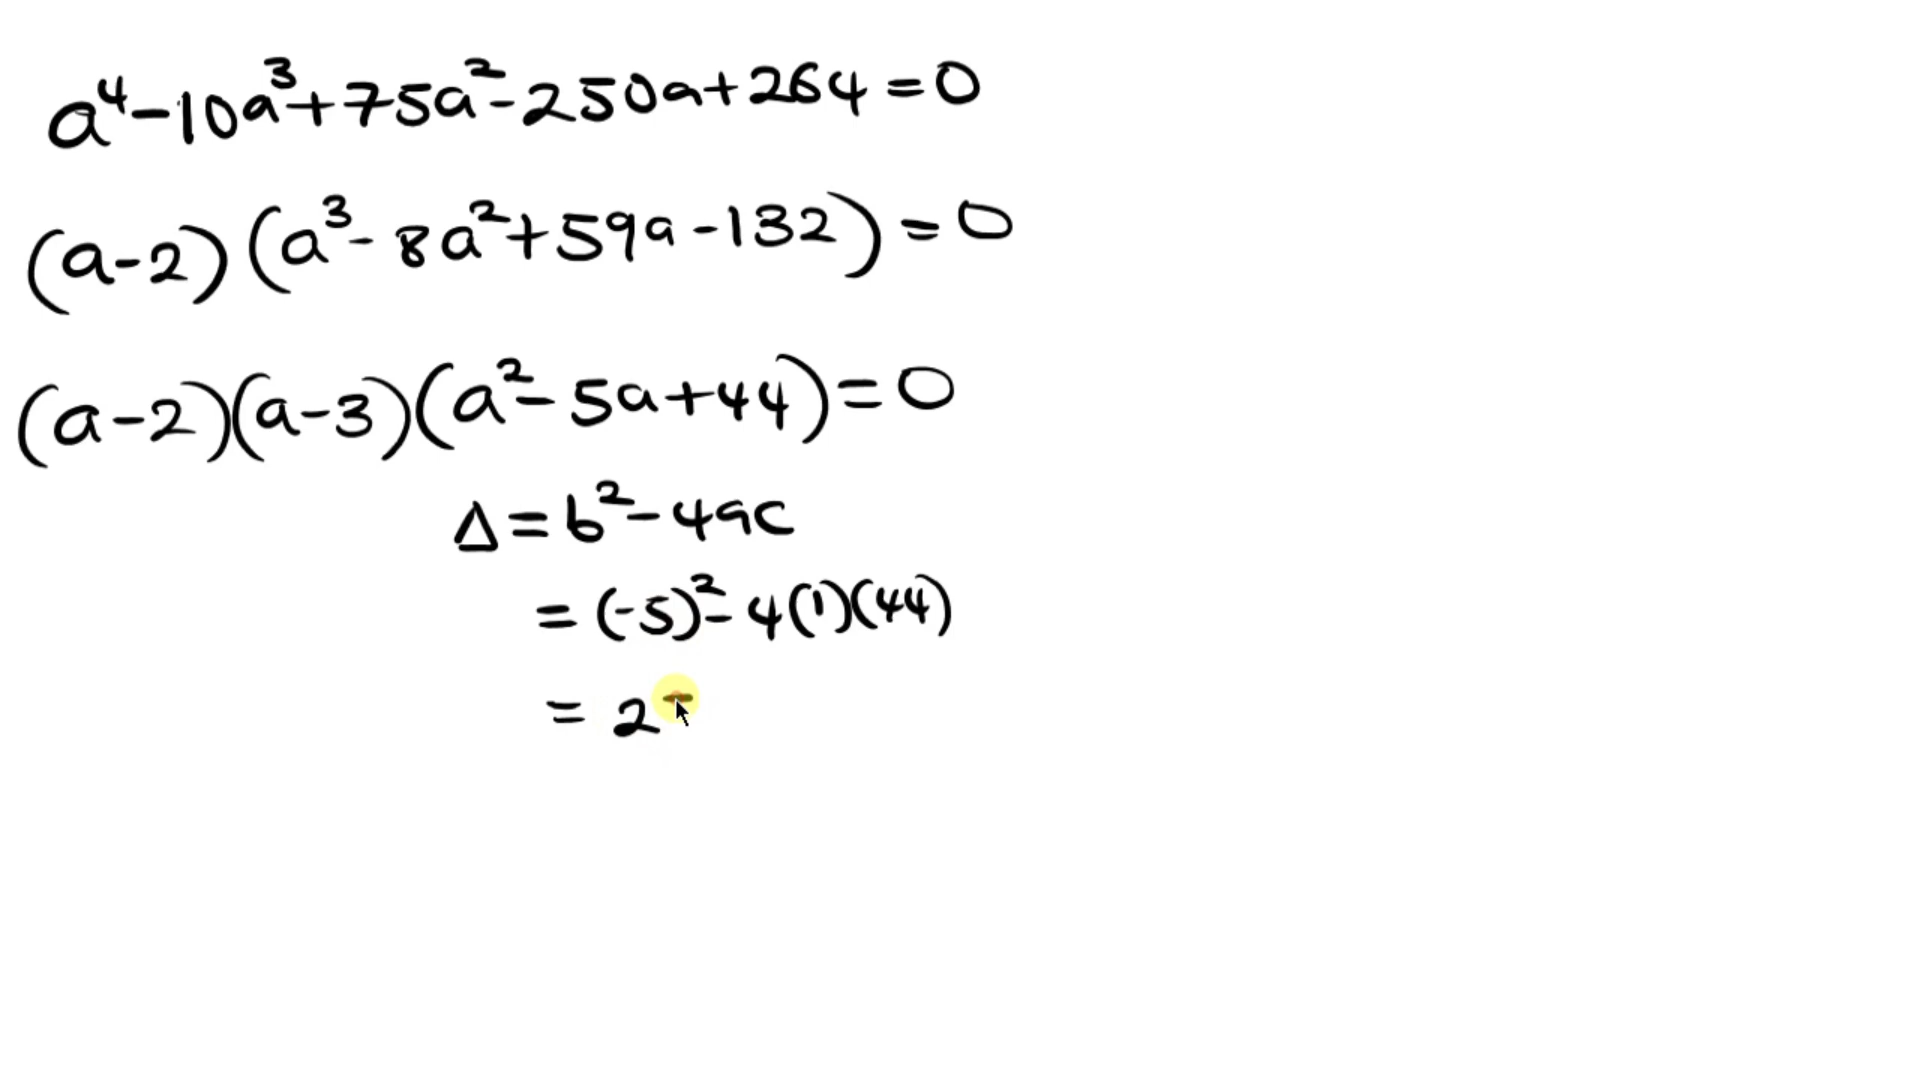 a⁴-10a³+75a²-250a+264=0
(a-2)(a³-8a²+59a-132)=0
(a-2)(a-3)(a²-5a+44)=0
Δ=b²-4ac
=(-5)²-4(1)(44)
=2